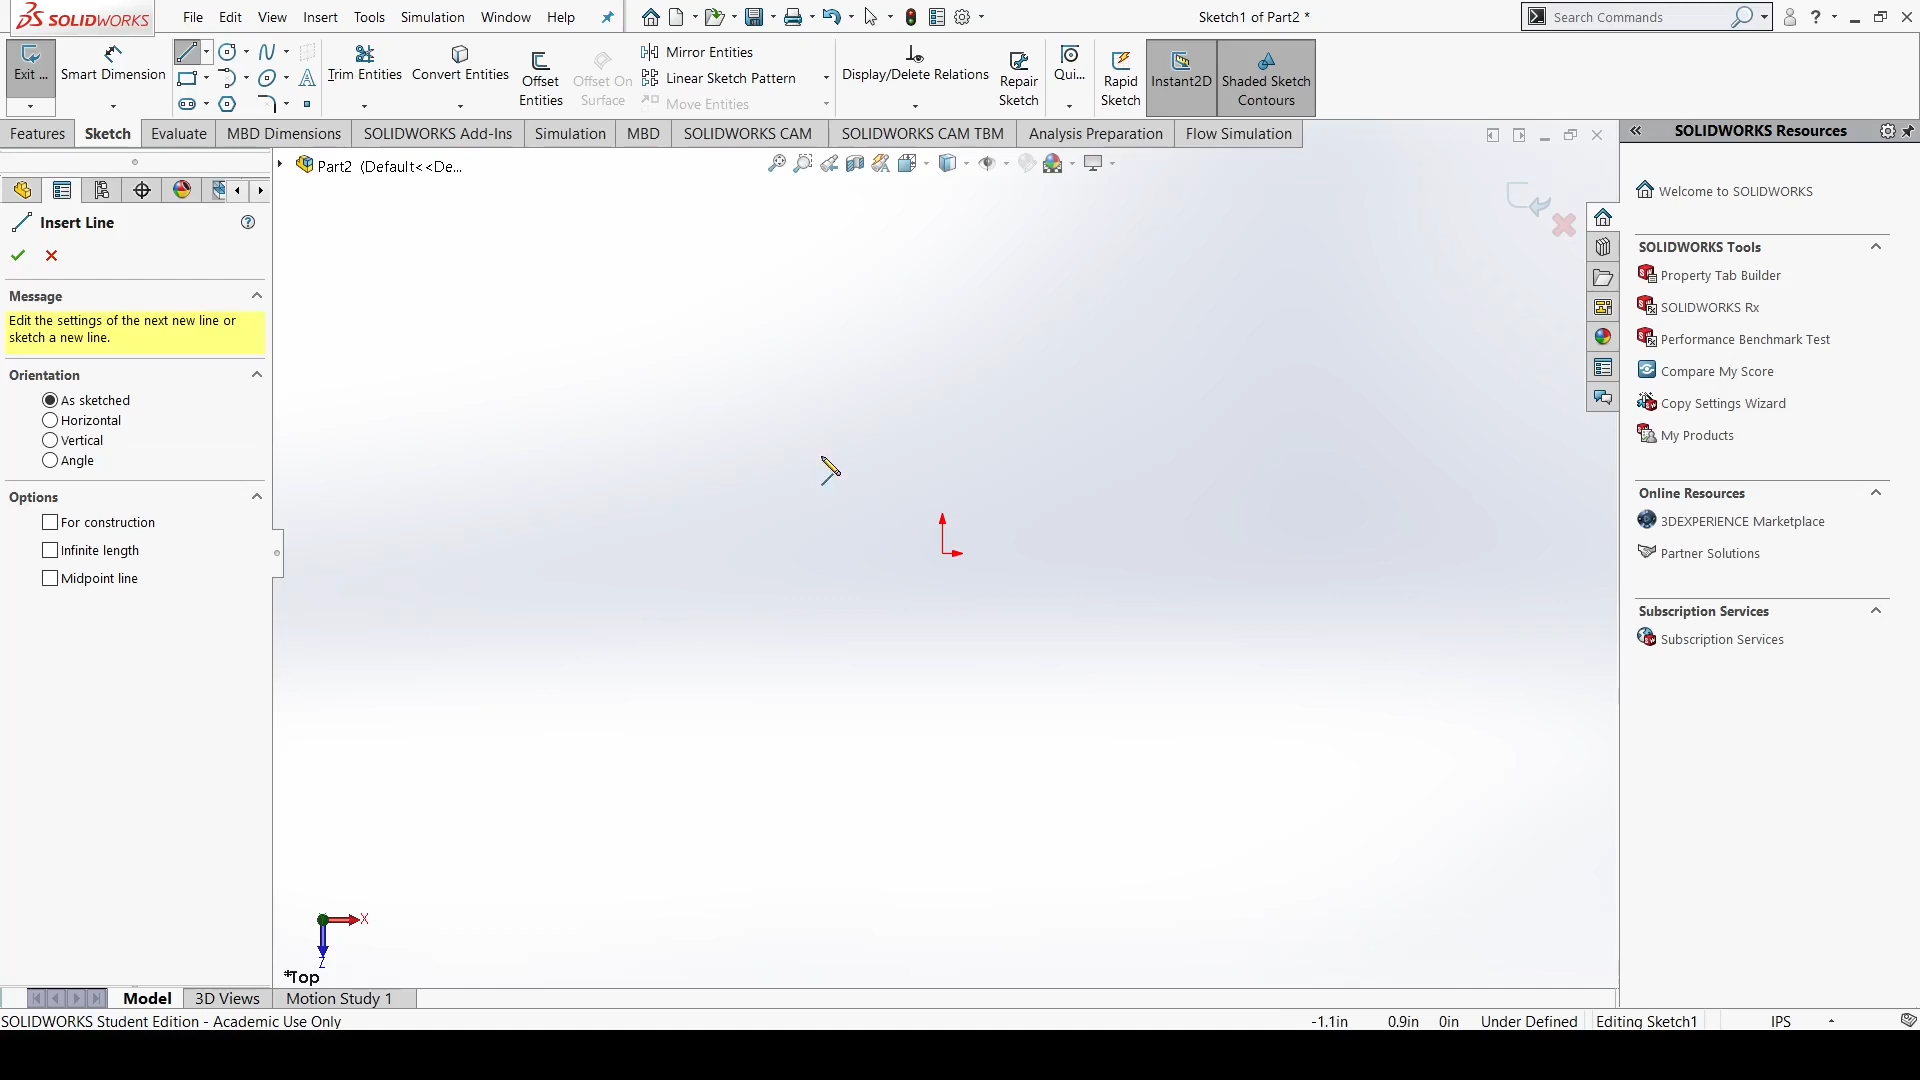 SOLIDWORKS
File Edit View Insert Tools Simulation Window Help
Sketch1 of Part2 *
Search Commands
Exit ...
Smart Dimension
Trim Entities
Convert Entities
Offset Entities
Offset On Surface
Mirror Entities
Linear Sketch Pattern
Move Entities
Display/Delete Relations
Repair Sketch
Qui...
Rapid Sketch
Instant2D
Shaded Sketch Contours
Features Sketch Evaluate MBD Dimensions SOLIDWORKS Add-Ins Simulation MBD SOLIDWORKS CAM SOLIDWORKS CAM TBM Analysis Preparation Flow Simulation
Part2 (Default<<De...
Insert Line
Message
Edit the settings of the next new line or
sketch a new line.
Orientation
As sketched
Horizontal
Vertical
Angle
Options
For construction
Infinite length
Midpoint line
X
Z
*Top
SOLIDWORKS Resources
Welcome to SOLIDWORKS
SOLIDWORKS Tools
Property Tab Builder
SOLIDWORKS Rx
Performance Benchmark Test
Compare My Score
Copy Settings Wizard
My Products
Online Resources
3DEXPERIENCE Marketplace
Partner Solutions
Subscription Services
Subscription Services
Model 3D Views Motion Study 1
SOLIDWORKS Student Edition - Academic Use Only
-1.1in 0.9in 0in Under Defined Editing Sketch1 IPS